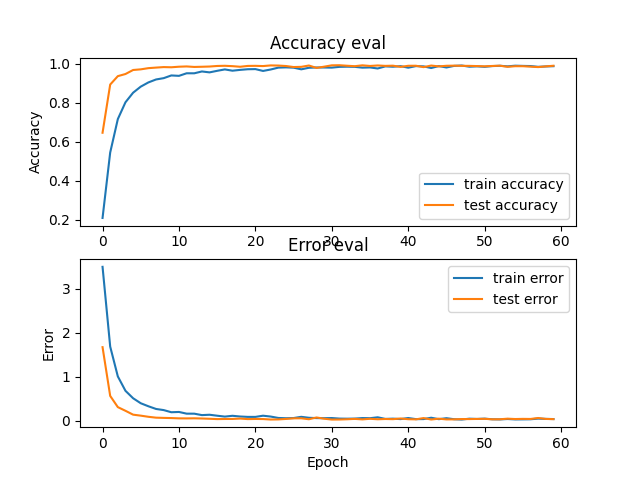 Accuracy eval
1.0
0.8
0.6
0.4
0.2
Accuracy
train accuracy
test accuracy
0 10 20 30 40 50 60
Error eval
3
2
1
0
Error
train error
test error
0 10 20 30 40 50 60
Epoch